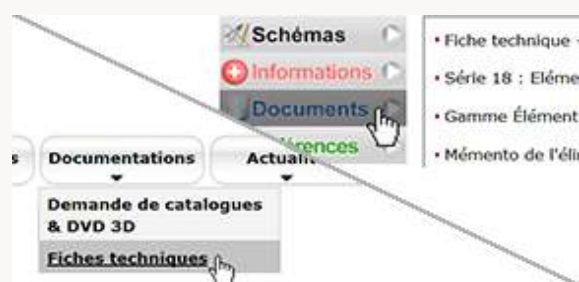 Schémas
Informations
Documents
Fiche technique
Série 18 : Eléme
Gamme Élément
Mémento de l'éli
s
Documentations
Demande de catalogues
& DVD 3D
Fiches techniques